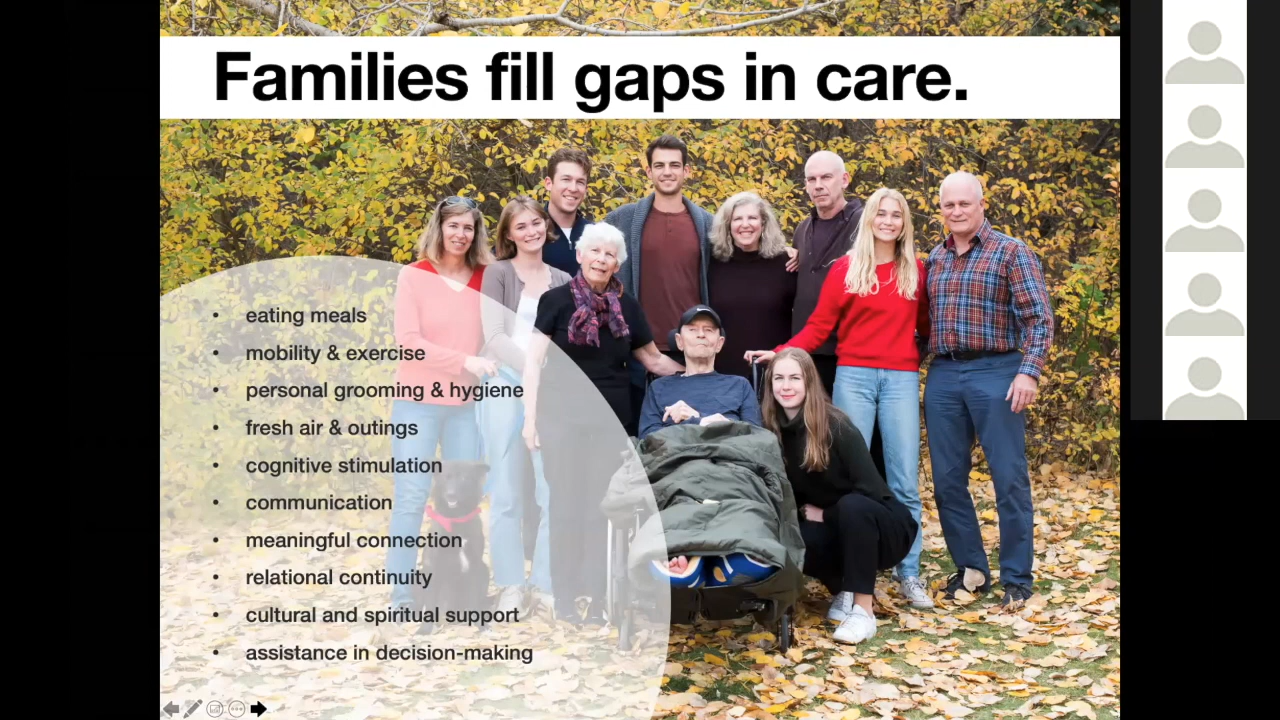 Families fill gaps in care.
• eating meals
• mobility & exercise
• personal grooming & hygiene
• fresh air & outings
• cognitive stimulation
• communication
• meaningful connection
• relational continuity
• cultural and spiritual support
• assistance in decision-making